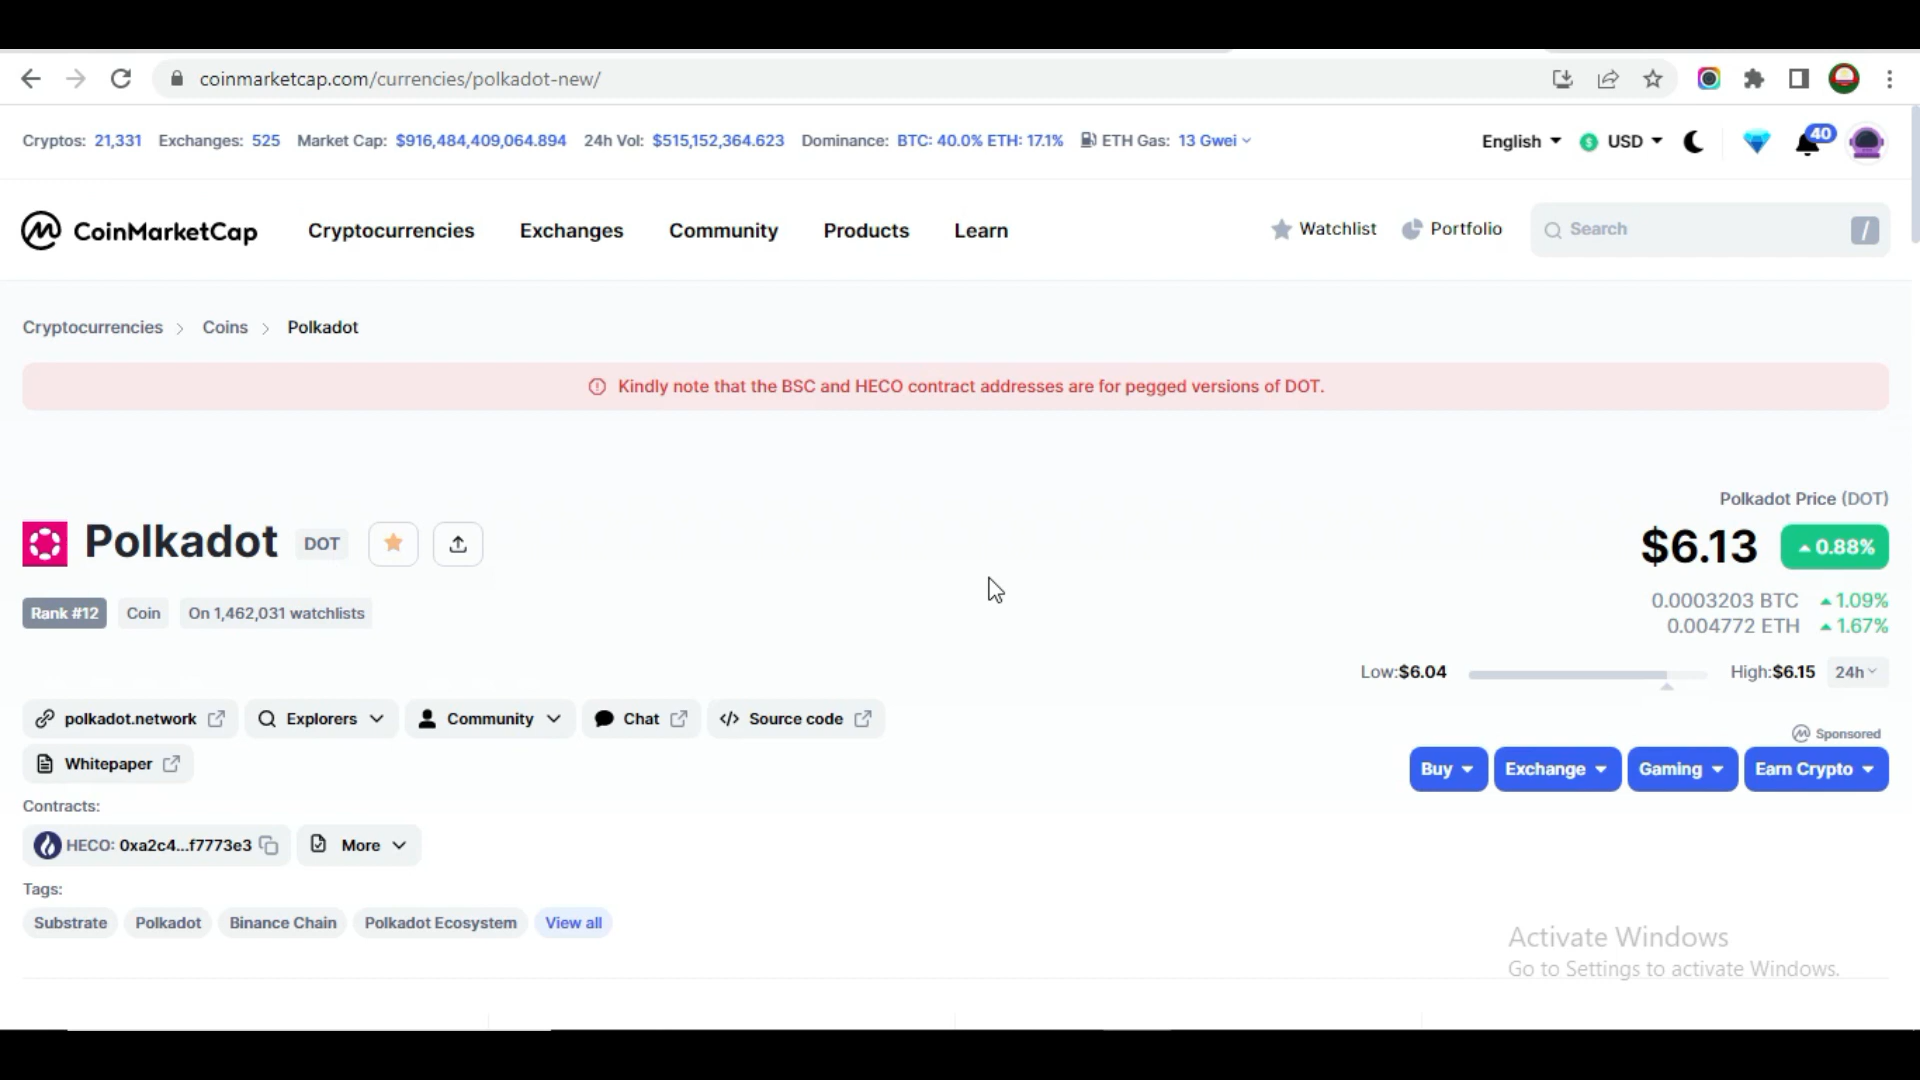 coinmarketcap.com/currencies/polkadot-new/
Cryptos: 21,331 Exchanges: 525 Market Cap: $916,484,409,064.894 24h Vol: $515,152,364.623 Dominance: BTC: 40.0% ETH: 17.1% ETH Gas: 13 Gwei English USD 40
CoinMarketCap Cryptocurrencies Exchanges Community Products Learn Watchlist Portfolio Search /
Cryptocurrencies > Coins > Polkadot
Kindly note that the BSC and HECO contract addresses are for pegged versions of DOT.
Polkadot Price (DOT)
Polkadot DOT $6.13 0.88%
0.0003203 BTC 1.09%
Rank #12 Coin On 1,462,031 watchlists
0.004772 ETH 1.67%
Low:$6.04 High:$6.15 24h
polkadot.network Explorers Community Chat </> Source code
Sponsored
Whitepaper
Buy Exchange Gaming Earn Crypto
Contracts:
HECO: 0xa2c4...f7773e3 More
Tags:
Substrate Polkadot Binance Chain Polkadot Ecosystem View all
Activate Windows
Go to Settings to activate Windows.